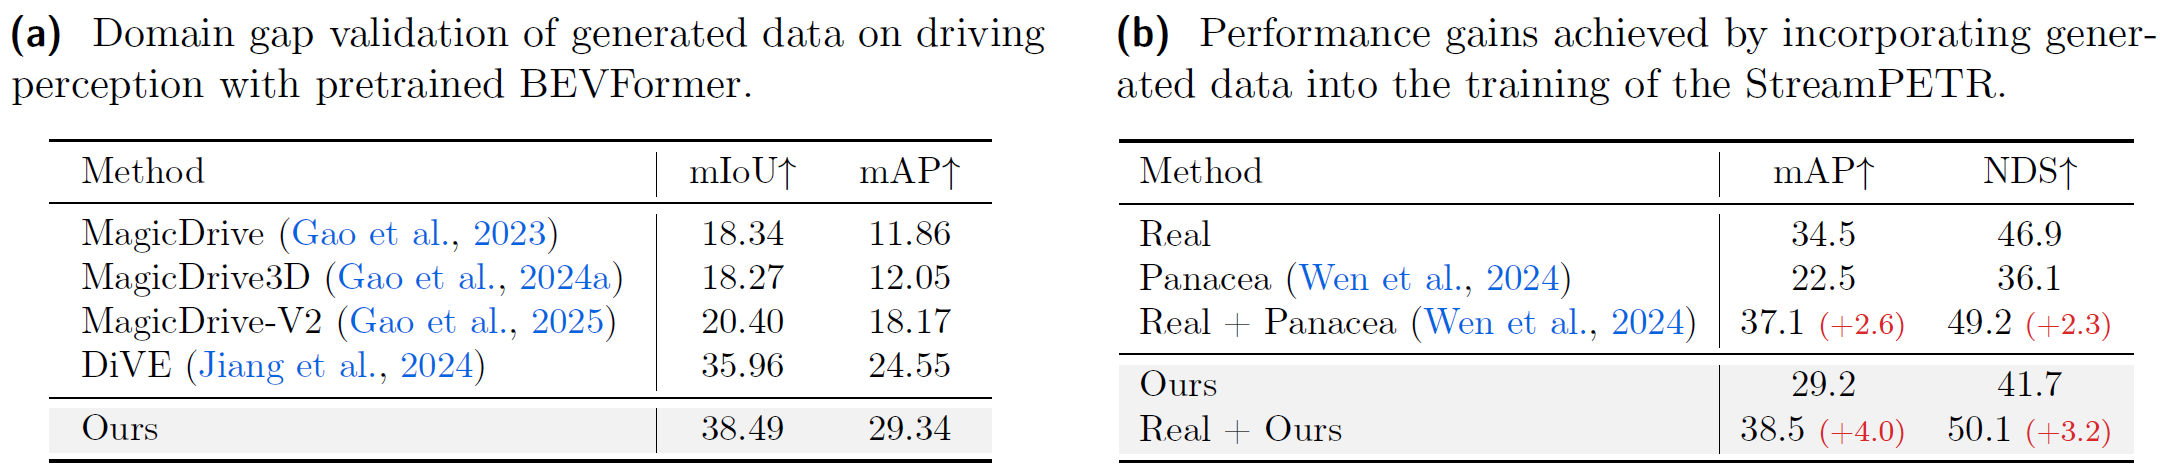 (a) Domain gap validation of generated data on driving
perception with pretrained BEVFormer.
Method mIoU↑ mAP↑
MagicDrive (Gao et al., 2023) 18.34 11.86
MagicDrive3D (Gao et al., 2024a) 18.27 12.05
MagicDrive-V2 (Gao et al., 2025) 20.40 18.17
DiVE (Jiang et al., 2024) 35.96 24.55
Ours 38.49 29.34
(b) Performance gains achieved by incorporating gener-
ated data into the training of the StreamPETR.
Method mAP↑ NDS↑
Real 34.5 46.9
Panacea (Wen et al., 2024) 22.5 36.1
Real + Panacea (Wen et al., 2024) 37.1 (+2.6) 49.2 (+2.3)
Ours 29.2 41.7
Real + Ours 38.5 (+4.0) 50.1 (+3.2)